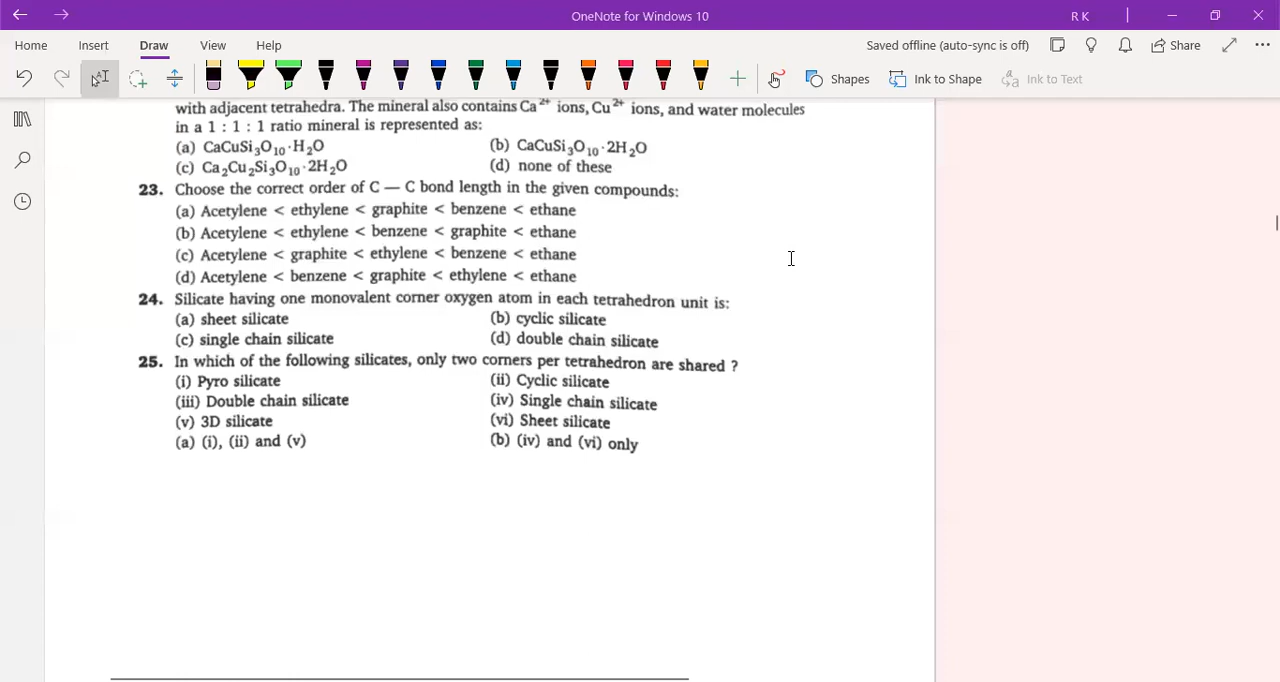 OneNote for Windows 10
R K
Home Insert Draw View Help
Saved offline (auto-sync is off) Share
Shapes Ink to Shape Ink to Text
with adjacent tetrahedra. The mineral also contains Ca²⁺ ions, Cu²⁺ ions, and water molecules
in a 1 : 1 : 1 ratio mineral is represented as:
(a) CaCuSi₃O₁₀·H₂O (b) CaCuSi₃O₁₀·2H₂O
(c) Ca₂Cu₂Si₃O₁₀·2H₂O (d) none of these
23. Choose the correct order of C — C bond length in the given compounds:
(a) Acetylene < ethylene < graphite < benzene < ethane
(b) Acetylene < ethylene < benzene < graphite < ethane
(c) Acetylene < graphite < ethylene < benzene < ethane
(d) Acetylene < benzene < graphite < ethylene < ethane
24. Silicate having one monovalent corner oxygen atom in each tetrahedron unit is:
(a) sheet silicate (b) cyclic silicate
(c) single chain silicate (d) double chain silicate
25. In which of the following silicates, only two corners per tetrahedron are shared ?
(i) Pyro silicate (ii) Cyclic silicate
(iii) Double chain silicate (iv) Single chain silicate
(v) 3D silicate (vi) Sheet silicate
(a) (i), (ii) and (v) (b) (iv) and (vi) only